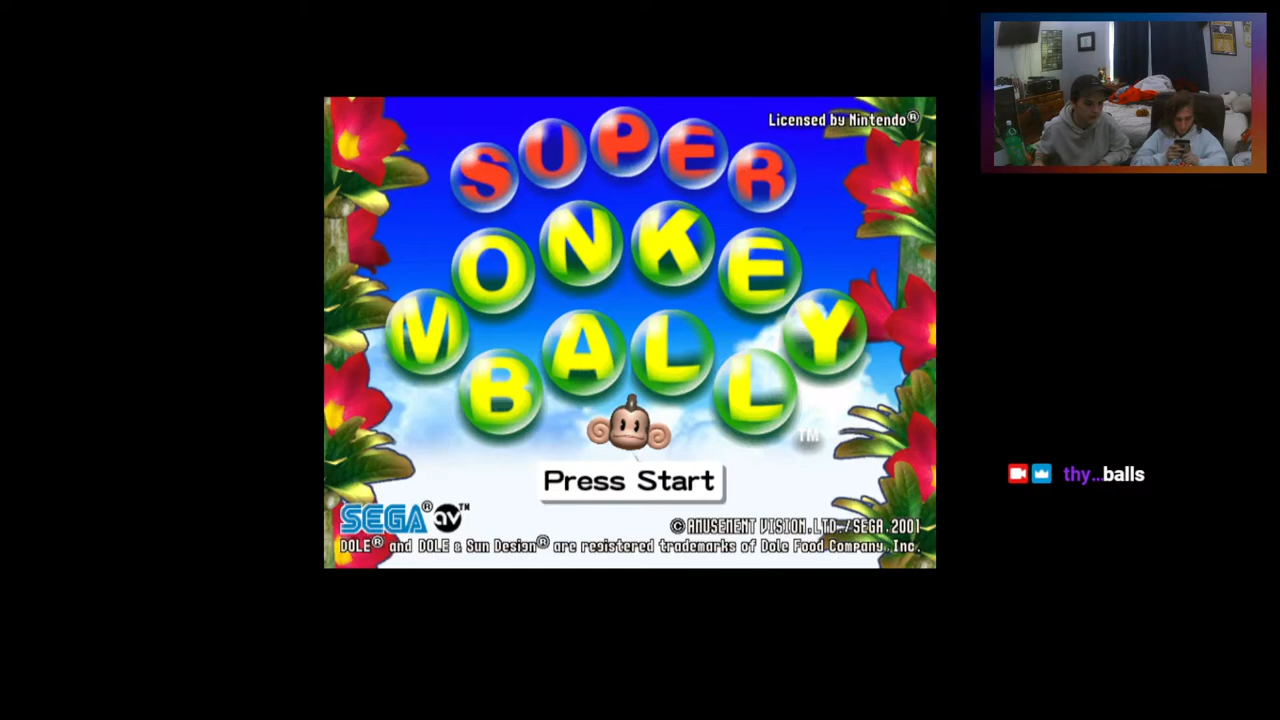 Licensed by Nintendo®
SUPER
MONKEY
BALL
TM
Press Start
SEGA® av™
© AMUSEMENT VISION.LTD./SEGA.2001
DOLE® and DOLE & Sun Design® are registered trademarks of Dole Food Company, Inc.
thy...balls